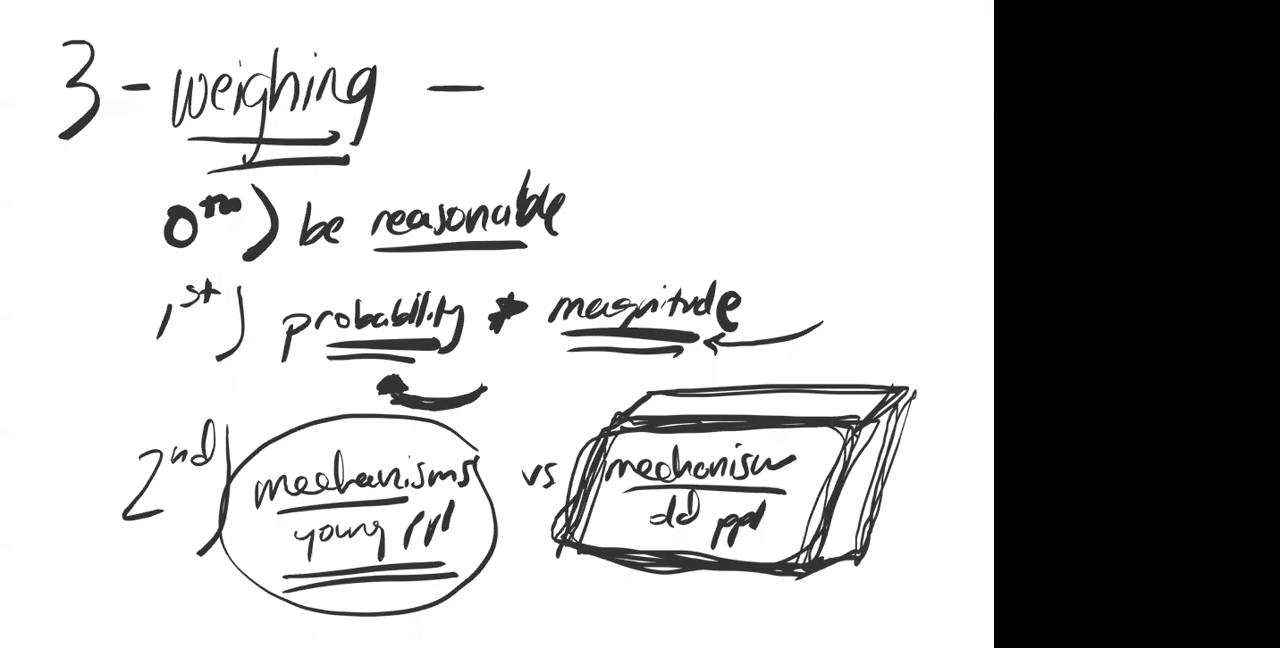 3 - weighing -
0th) be reasonable
1st) probability * magnitude
2nd) mechanisms vs mechanism
young ppl old ppl